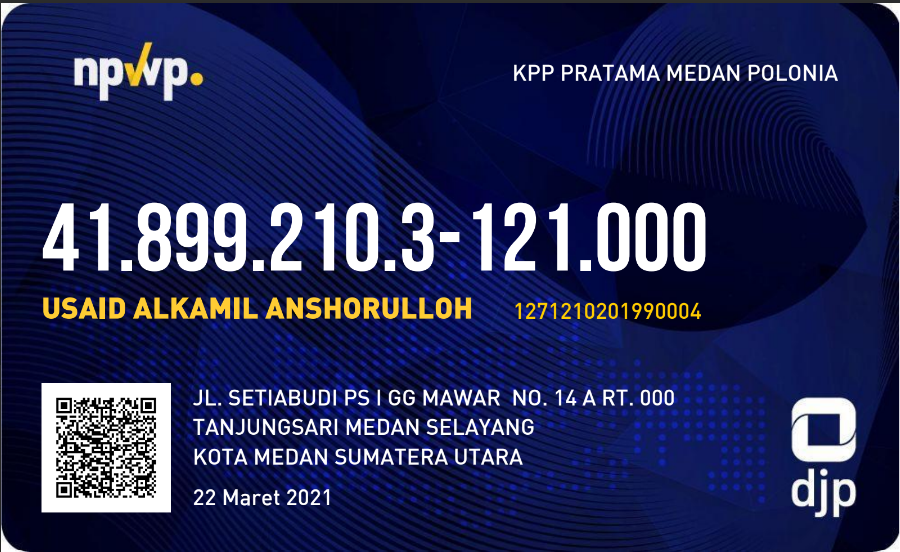 npwp.
KPP PRATAMA MEDAN POLONIA
41.899.210.3-121.000
USAID ALKAMIL ANSHORULLOH 1271210201990004
JL. SETIABUDI PS I GG MAWAR NO. 14 A RT. 000
TANJUNGSARI MEDAN SELAYANG
KOTA MEDAN SUMATERA UTARA
22 Maret 2021
djp